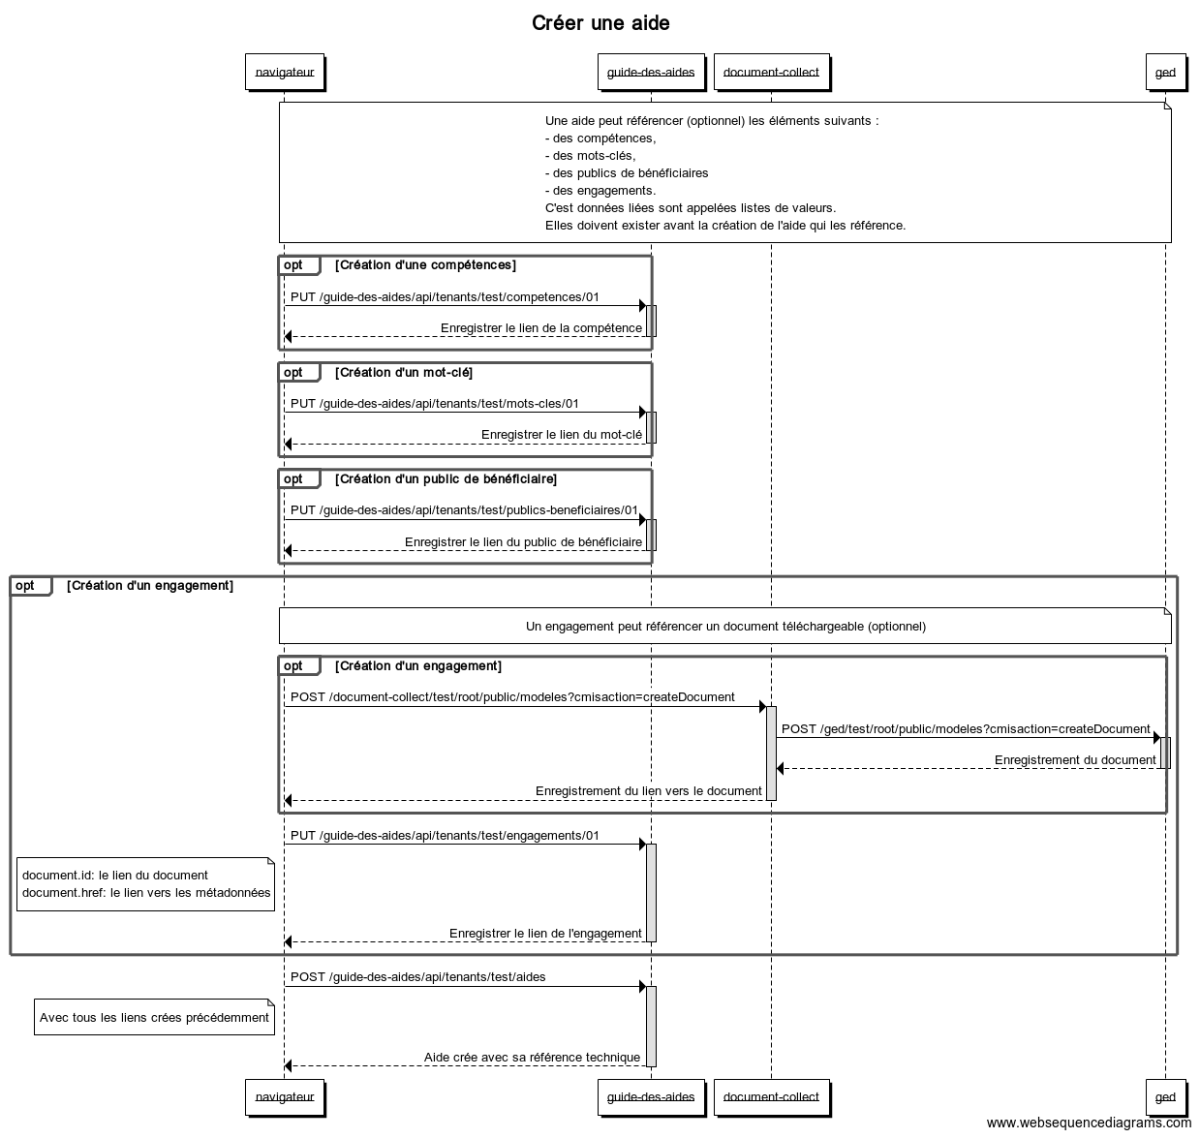 Créer une aide
navigateur
guide-des-aides
document-collect
ged
Une aide peut référencer (optionnel) les éléments suivants :
- des compétences,
- des mots-clés,
- des publics de bénéficiaires
- des engagements.
C'est données liées sont appelées listes de valeurs.
Elles doivent exister avant la création de l'aide qui les référence.
opt [Création d'une compétences]
PUT /guide-des-aides/api/tenants/test/competences/01
Enregistrer le lien de la compétence
opt [Création d'un mot-clé]
PUT /guide-des-aides/api/tenants/test/mots-cles/01
Enregistrer le lien du mot-clé
opt [Création d'un public de bénéficiaire]
PUT /guide-des-aides/api/tenants/test/publics-beneficiaires/01
Enregistrer le lien du public de bénéficiaire
opt [Création d'un engagement]
Un engagement peut référencer un document téléchargeable (optionnel)
opt [Création d'un engagement]
POST /document-collect/test/root/public/modeles?cmisaction=createDocument
POST /ged/test/root/public/modeles?cmisaction=createDocument
Enregistrement du document
Enregistrement du lien vers le document
PUT /guide-des-aides/api/tenants/test/engagements/01
document.id: le lien du document
document.href: le lien vers les métadonnées
Enregistrer le lien de l'engagement
POST /guide-des-aides/api/tenants/test/aides
Avec tous les liens crées précédemment
Aide crée avec sa référence technique
navigateur
guide-des-aides
document-collect
ged
www.websequencediagrams.com